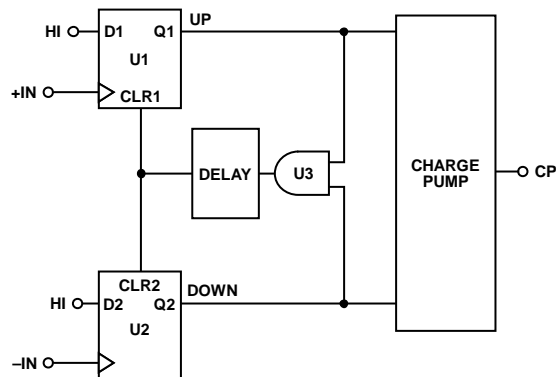 UP
HI
D1 Q1
U1
+IN
CLR1
DELAY
U3
CHARGE
PUMP
CP
CLR2
DOWN
HI
D2 Q2
U2
–IN